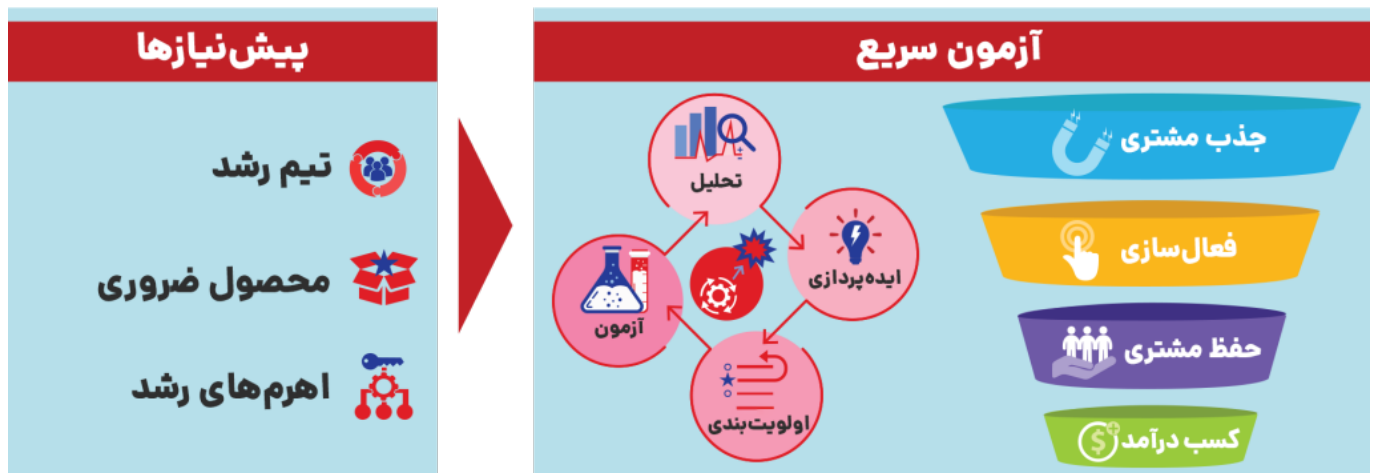 پیش‌نیازها
تیم رشد
محصول ضروری
اهرم‌های رشد
آزمون سریع
تحلیل
ایده‌پردازی
اولویت‌بندی
آزمون
جذب مشتری
فعال‌سازی
حفظ مشتری
کسب درآمد